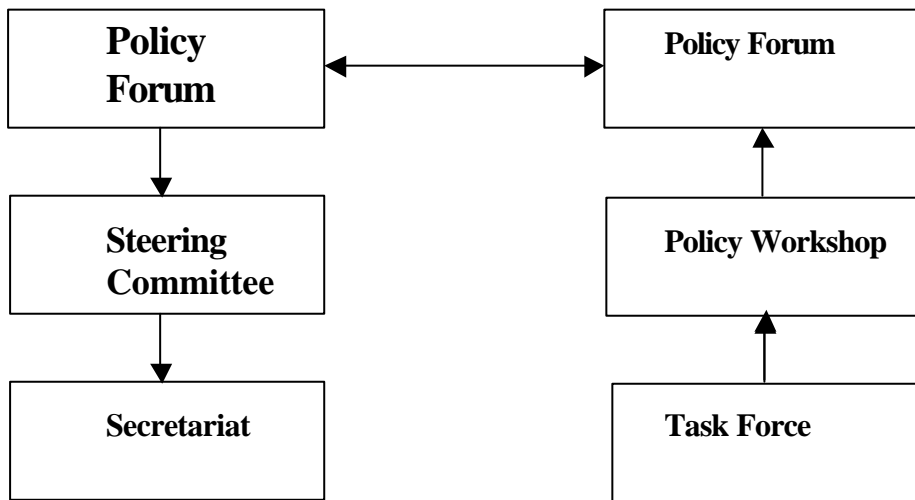 Policy
Forum
Policy Forum
Steering
Committee
Policy Workshop
Secretariat
Task Force